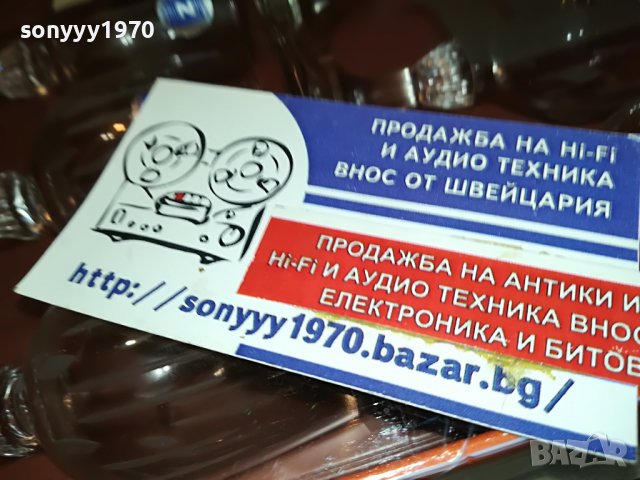 sonyyy1970
ПРОДАЖБА НА Hi-Fi
И АУДИО ТЕХНИКА
ВНОС ОТ ШВЕЙЦАРИЯ
ПРОДАЖБА НА АНТИКИ И
Hi-Fi И АУДИО ТЕХНИКА ВНОС
ЕЛЕКТРОНИКА И БИТОВ
http://sonyyy1970.bazar.bg/
BAZAR